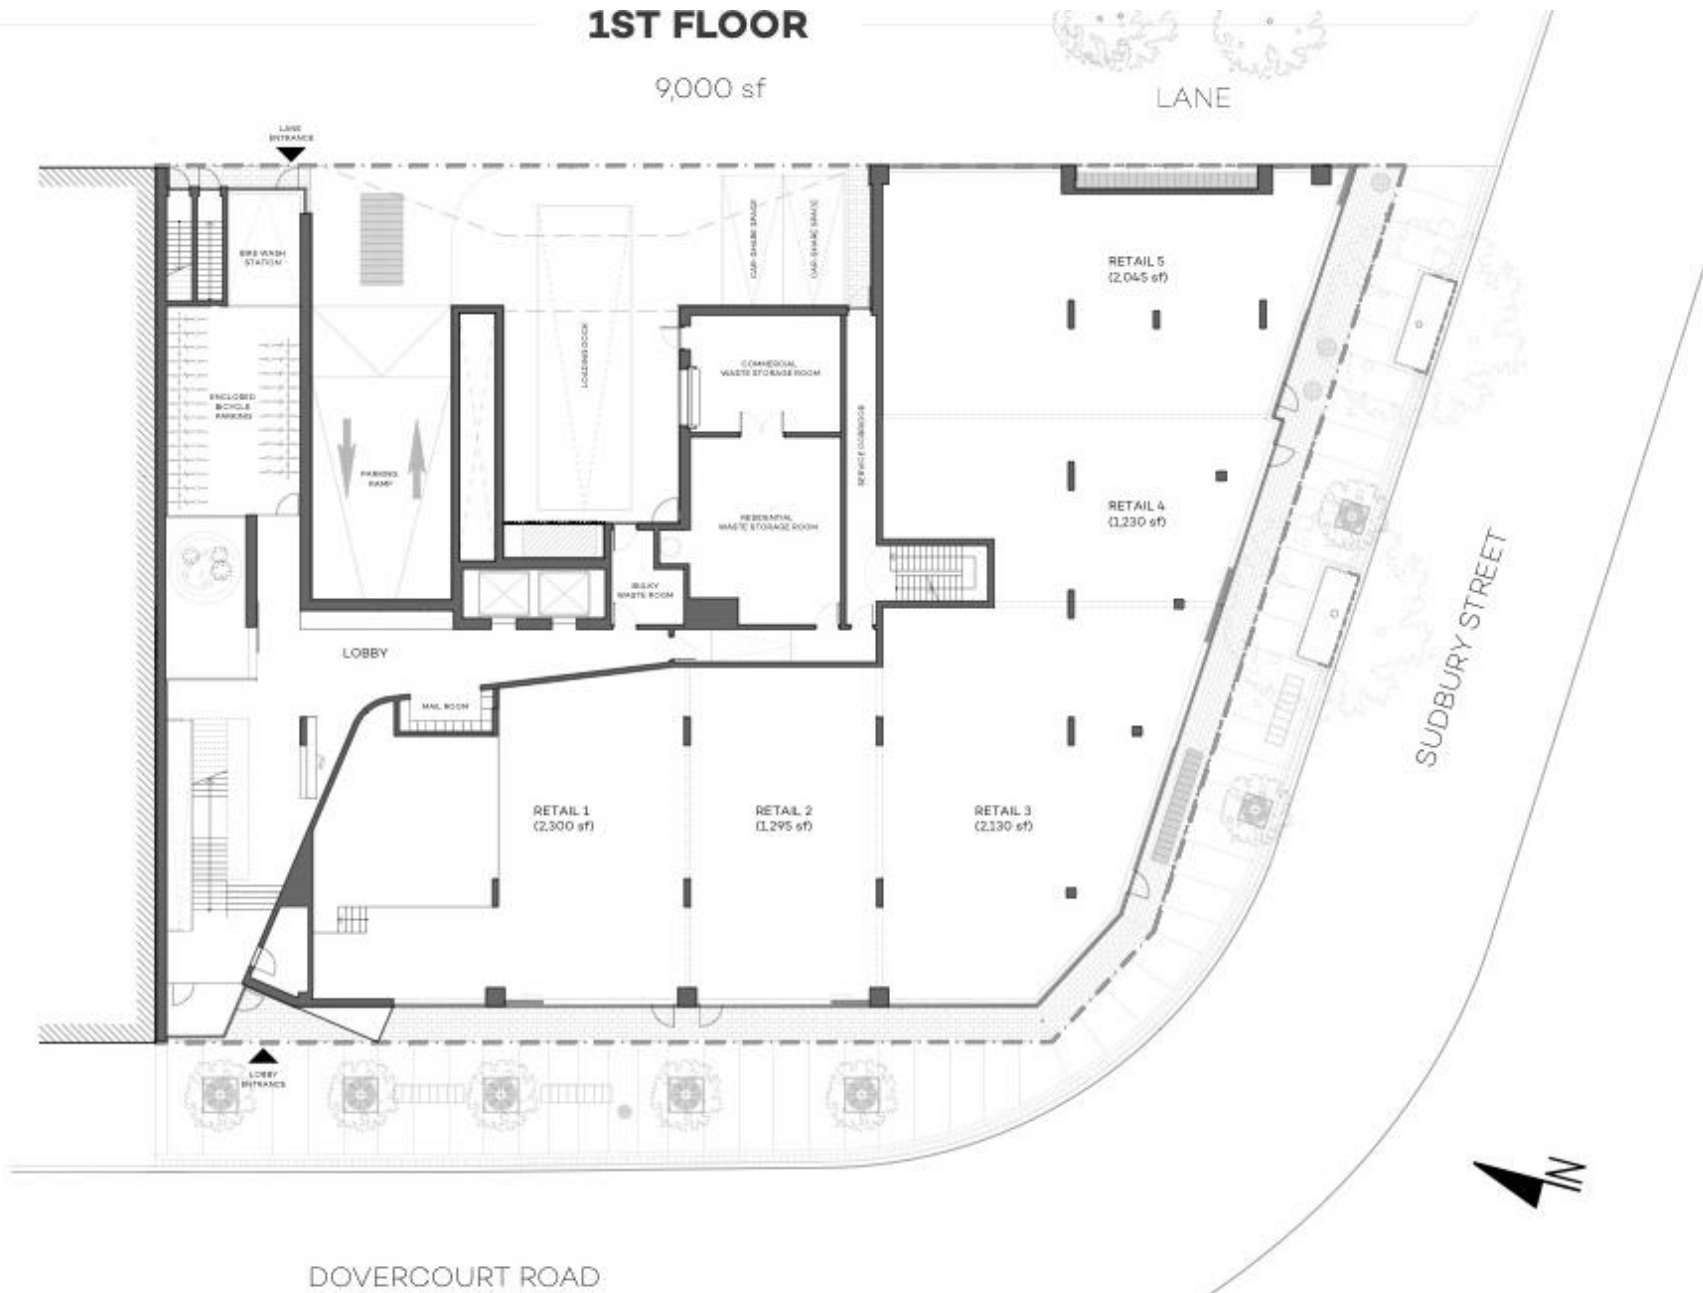 1ST FLOOR
9,000 sf
LANE
LANE
ENTRANCE
BIKE WASH
STATION
CAR-SHARE SPACE
CAR-SHARE SPACE
RETAIL 5
(2,045 sf)
LOADING DOCK
COMMERCIAL
WASTE STORAGE ROOM
ENCLOSED
BICYCLE
PARKING
SERVICE CORRIDOR
PARKING
RAMP
RETAIL 4
(1,230 sf)
RESIDENTIAL
WASTE STORAGE ROOM
BULKY
WASTE ROOM
SUDBURY STREET
LOBBY
MAIL ROOM
RETAIL 1
(2,300 sf)
RETAIL 2
(1,295 sf)
RETAIL 3
(2,130 sf)
LOBBY
ENTRANCE
N
DOVERCOURT ROAD